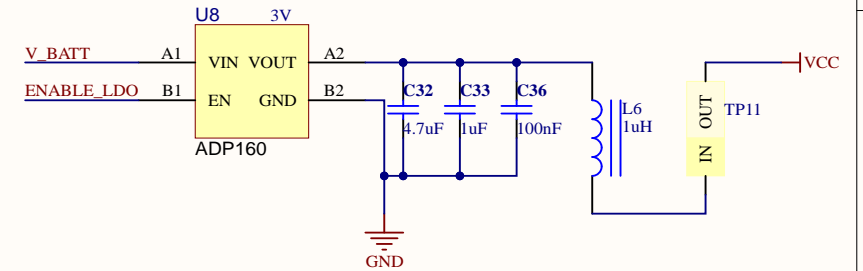 U8 3V
V_BATT A1 VIN VOUT A2 VCC
ENABLE_LDO B1 EN GND B2 C32 C33 C36
4.7uF 1uF 100nF L6 1uH OUT IN TP11
ADP160
GND